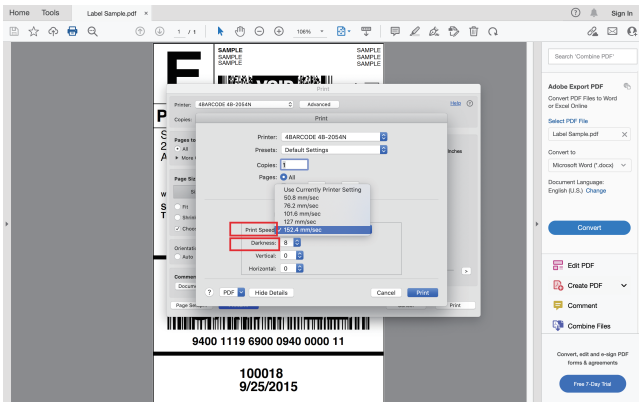 Home Tools Label Sample.pdf × Sign In
1 / 1 106%
SAMPLE SAMPLE
SAMPLE SAMPLE
SAMPLE SAMPLE
F
Print
Printer: 4BARCODE 4B-2054N Advanced Help ?
Copies:
Print
P
Printer: 4BARCODE 4B-2054N
Pages to
Presets: Default Settings
All
Inches
More
Copies: 1
Pages: All
Page Siz
Use Currently Printer Setting
50.8 mm/sec
76.2 mm/sec
Fit
101.6 mm/sec
Shrink
127 mm/sec
Print Speed ✓ 152.4 mm/sec
Darkness: 8
Orientatio
Auto
Vertical: 0
Horizontal: 0
>
Commen
Docum
? PDF Hide Details Cancel Print
Page Set Print
9400 1119 6900 0940 0000 11
100018
9/25/2015
Search 'Combine PDF'
Adobe Export PDF
Convert PDF Files to Word
or Excel Online
Select PDF File
Label Sample.pdf ×
Convert to
Microsoft Word (*.docx)
Document Language:
English (U.S.) Change
Convert
Edit PDF
Create PDF
Comment
Combine Files
Convert, edit and e-sign PDF
forms & agreements
Free 7-Day Trial